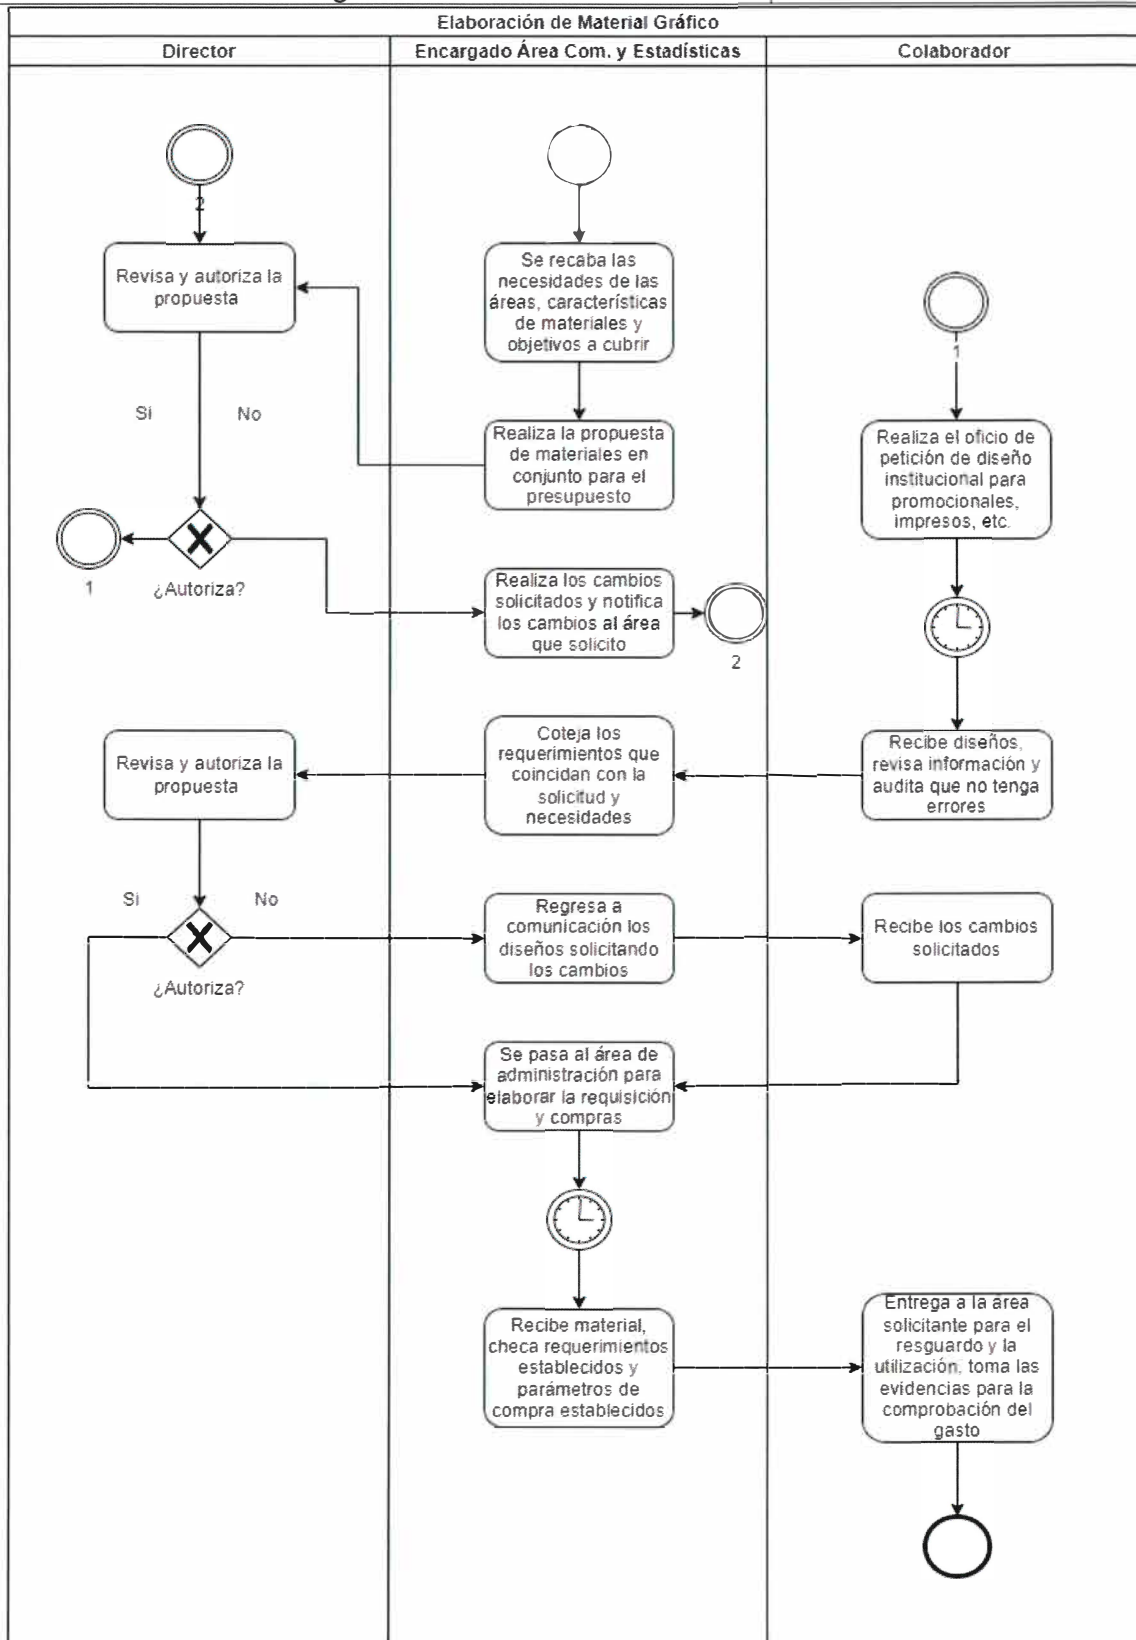 Elaboración de Material Gráfico
Director
Encargado Área Com. y Estadísticas
Colaborador
2
Revisa y autoriza la
propuesta
Se recaba las
necesidades de las
áreas, características
de materiales y
objetivos a cubrir
1
Si
No
Realiza la propuesta
de materiales en
conjunto para el
presupuesto
Realiza el oficio de
petición de diseño
institucional para
promocionales,
impresos, etc.
1
¿Autoriza?
Realiza los cambios
solicitados y notifica
los cambios al área
que solicito
2
Revisa y autoriza la
propuesta
Coteja los
requerimientos que
coincidan con la
solicitud y
necesidades
Recibe diseños,
revisa información y
audita que no tenga
errores
Si
No
¿Autoriza?
Regresa a
comunicación los
diseños solicitando
los cambios
Recibe los cambios
solicitados
Se pasa al área de
administración para
elaborar la requisición
y compras
Recibe material,
checa requerimientos
establecidos y
parámetros de
compra establecidos
Entrega a la área
solicitante para el
resguardo y la
utilización, toma las
evidencias para la
comprobación del
gasto